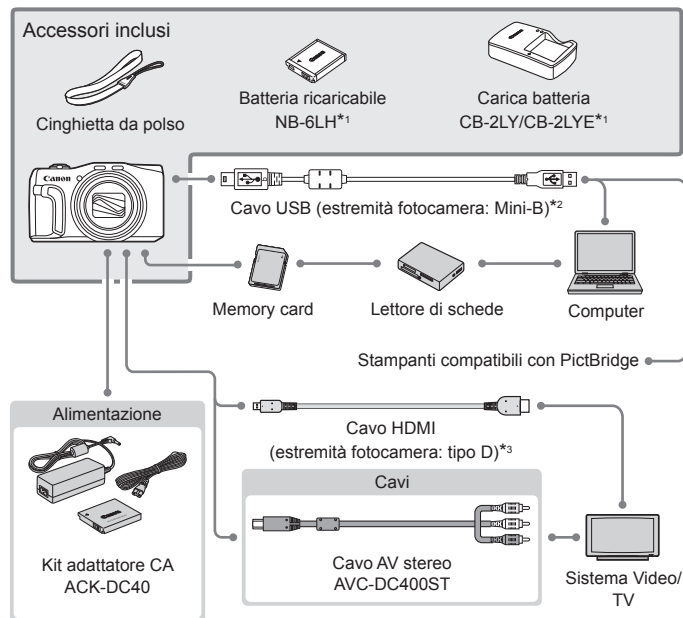 Accessori inclusi
Cinghietta da polso
Batteria ricaricabile
NB-6LH*1
Carica batteria
CB-2LY/CB-2LYE*1
Canon
Cavo USB (estremità fotocamera: Mini-B)*2
Memory card
Lettore di schede
Computer
Stampanti compatibili con PictBridge
Alimentazione
Kit adattatore CA
ACK-DC40
Cavo HDMI
(estremità fotocamera: tipo D)*3
Cavi
Cavo AV stereo
AVC-DC400ST
Sistema Video/
TV